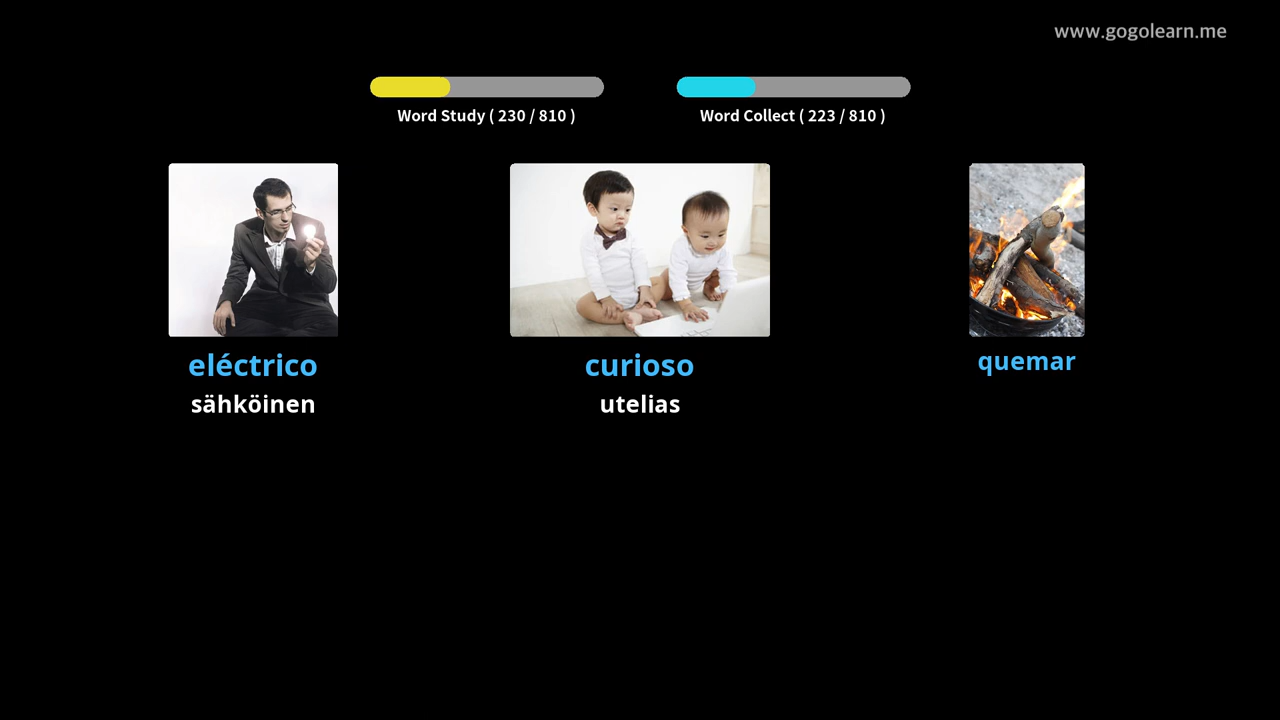 www.gogolearn.me
Word Study ( 230 / 810 )
Word Collect ( 223 / 810 )
eléctrico
sähköinen
curioso
utelias
quemar